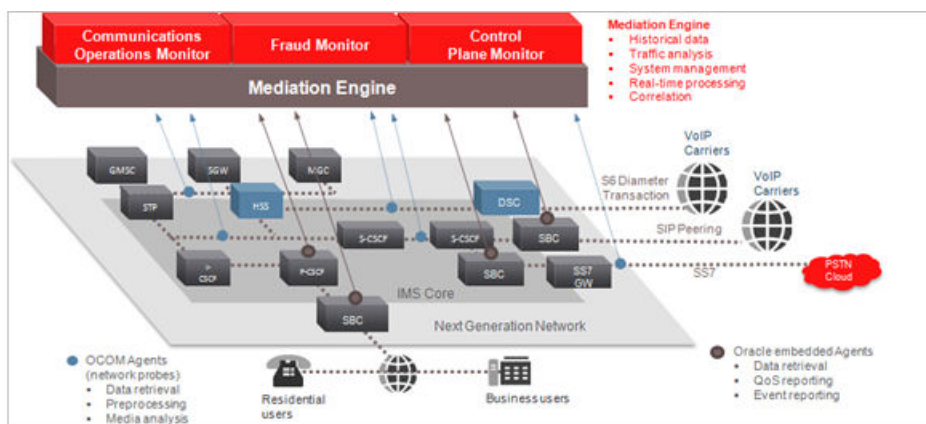 Communications
Operations Monitor
Fraud Monitor
Control
Plane Monitor
Mediation Engine
Mediation Engine
• Historical data
• Traffic analysis
• System management
• Real-time processing
• Correlation
VoIP
Carriers
VoIP
Carriers
GMSC
SGW
MGC
STP
HSS
DSC
S6 Diameter
Transaction
S-CSCF
S-CSCF
SBC
SIP Peering
CSCF
P-CSCF
SBC
SS7
GW
SS7
PSTN
Cloud
IMS Core
SBC
Next Generation Network
OCOM Agents
(network probes)
• Data retrieval
• Preprocessing
• Media analysis
Residential
users
Business users
Oracle embedded Agents
• Data retrieval
• QoS reporting
• Event reporting